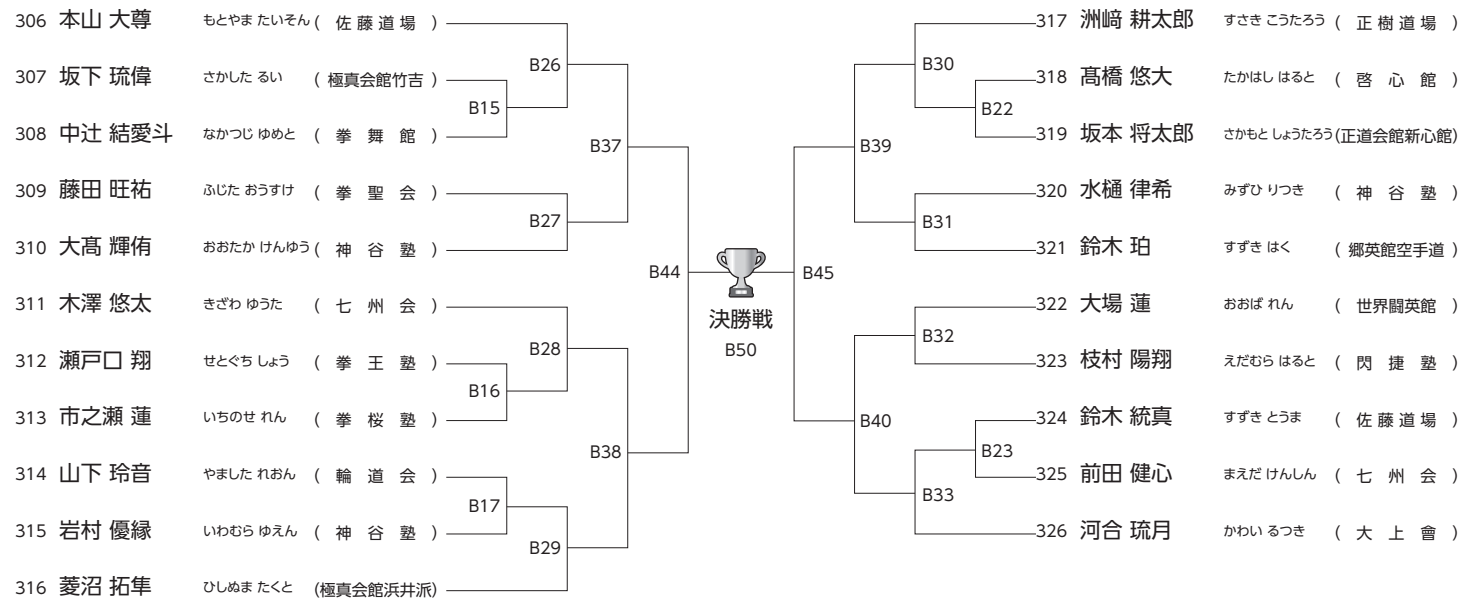 306 本山 大尊 もとやま たいそん ( 佐藤道場 )
B26
307 坂下 琉偉 さかした るい ( 極真会館竹吉 )
B15
308 中辻 結愛斗 なかつじ ゆめと ( 拳舞館 )
B37
309 藤田 旺祐 ふじた おうすけ ( 拳聖会 )
B27
310 大髙 輝侑 おおたか けんゆう ( 神谷塾 )
B44
311 木澤 悠太 きざわ ゆうた ( 七州会 )
B28
312 瀬戸口 翔 せとぐち しょう ( 拳王塾 )
B16
313 市之瀬 蓮 いちのせ れん ( 拳桜塾 )
B38
314 山下 玲音 やました れおん ( 輪道会 )
B17
315 岩村 優縁 いわむら ゆえん ( 神谷塾 )
B29
316 菱沼 拓隼 ひしぬま たくと (極真会館浜井派)
決勝戦
B50
317 洲﨑 耕太郎 すさき こうたろう ( 正樹道場 )
B30
318 髙橋 悠大 たかはし はると ( 啓心館 )
B22
319 坂本 将太郎 さかもと しょうたろう (正道会館新心館)
B39
320 水樋 律希 みずひ りつき ( 神谷塾 )
B31
321 鈴木 珀 すずき はく ( 郷英館空手道 )
B45
322 大場 蓮 おおば れん ( 世界闘英館 )
B32
323 枝村 陽翔 えだむら はると ( 閃捷塾 )
B40
324 鈴木 統真 すずき とうま ( 佐藤道場 )
B23
325 前田 健心 まえだ けんしん ( 七州会 )
B33
326 河合 琉月 かわい るつき ( 大上會 )